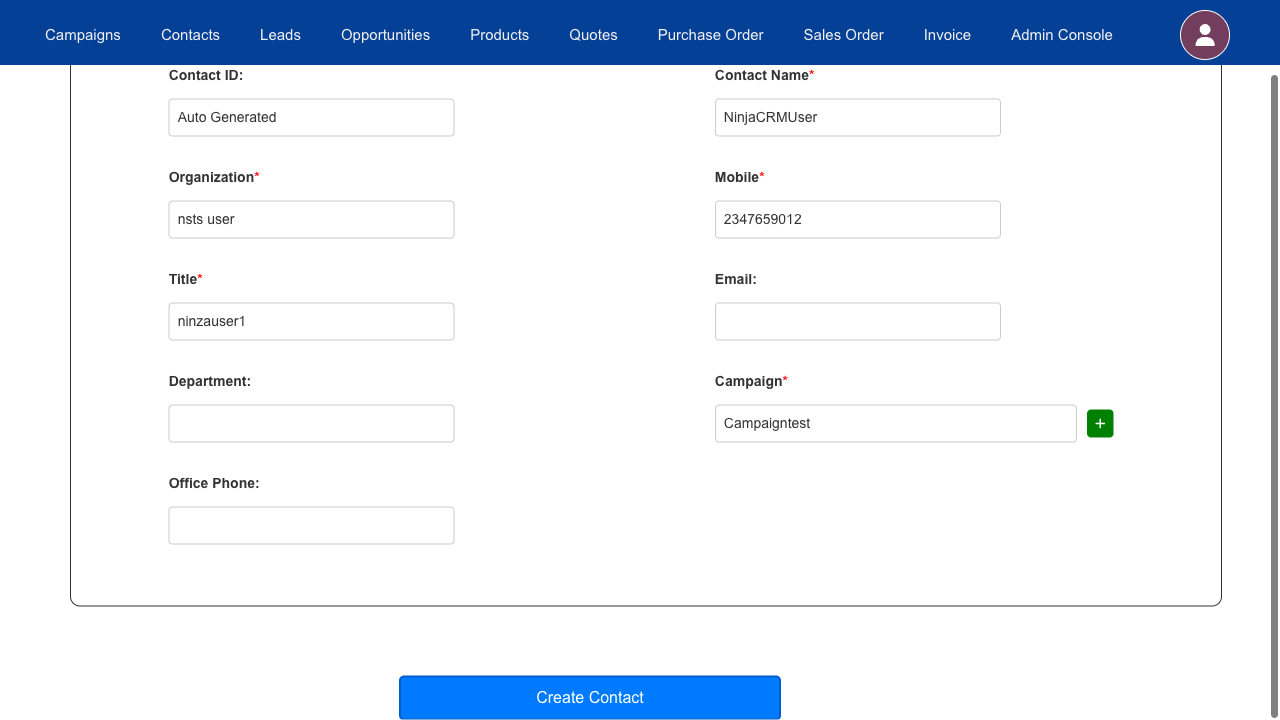 Campaigns Contacts Leads Opportunities Products Quotes Purchase Order Sales Order Invoice Admin Console
Contact ID: Contact Name*
Auto Generated NinjaCRMUser
Organization* Mobile*
nsts user 2347659012
Title* Email:
ninzauser1
Department: Campaign*
Campaigntest +
Office Phone:
Create Contact